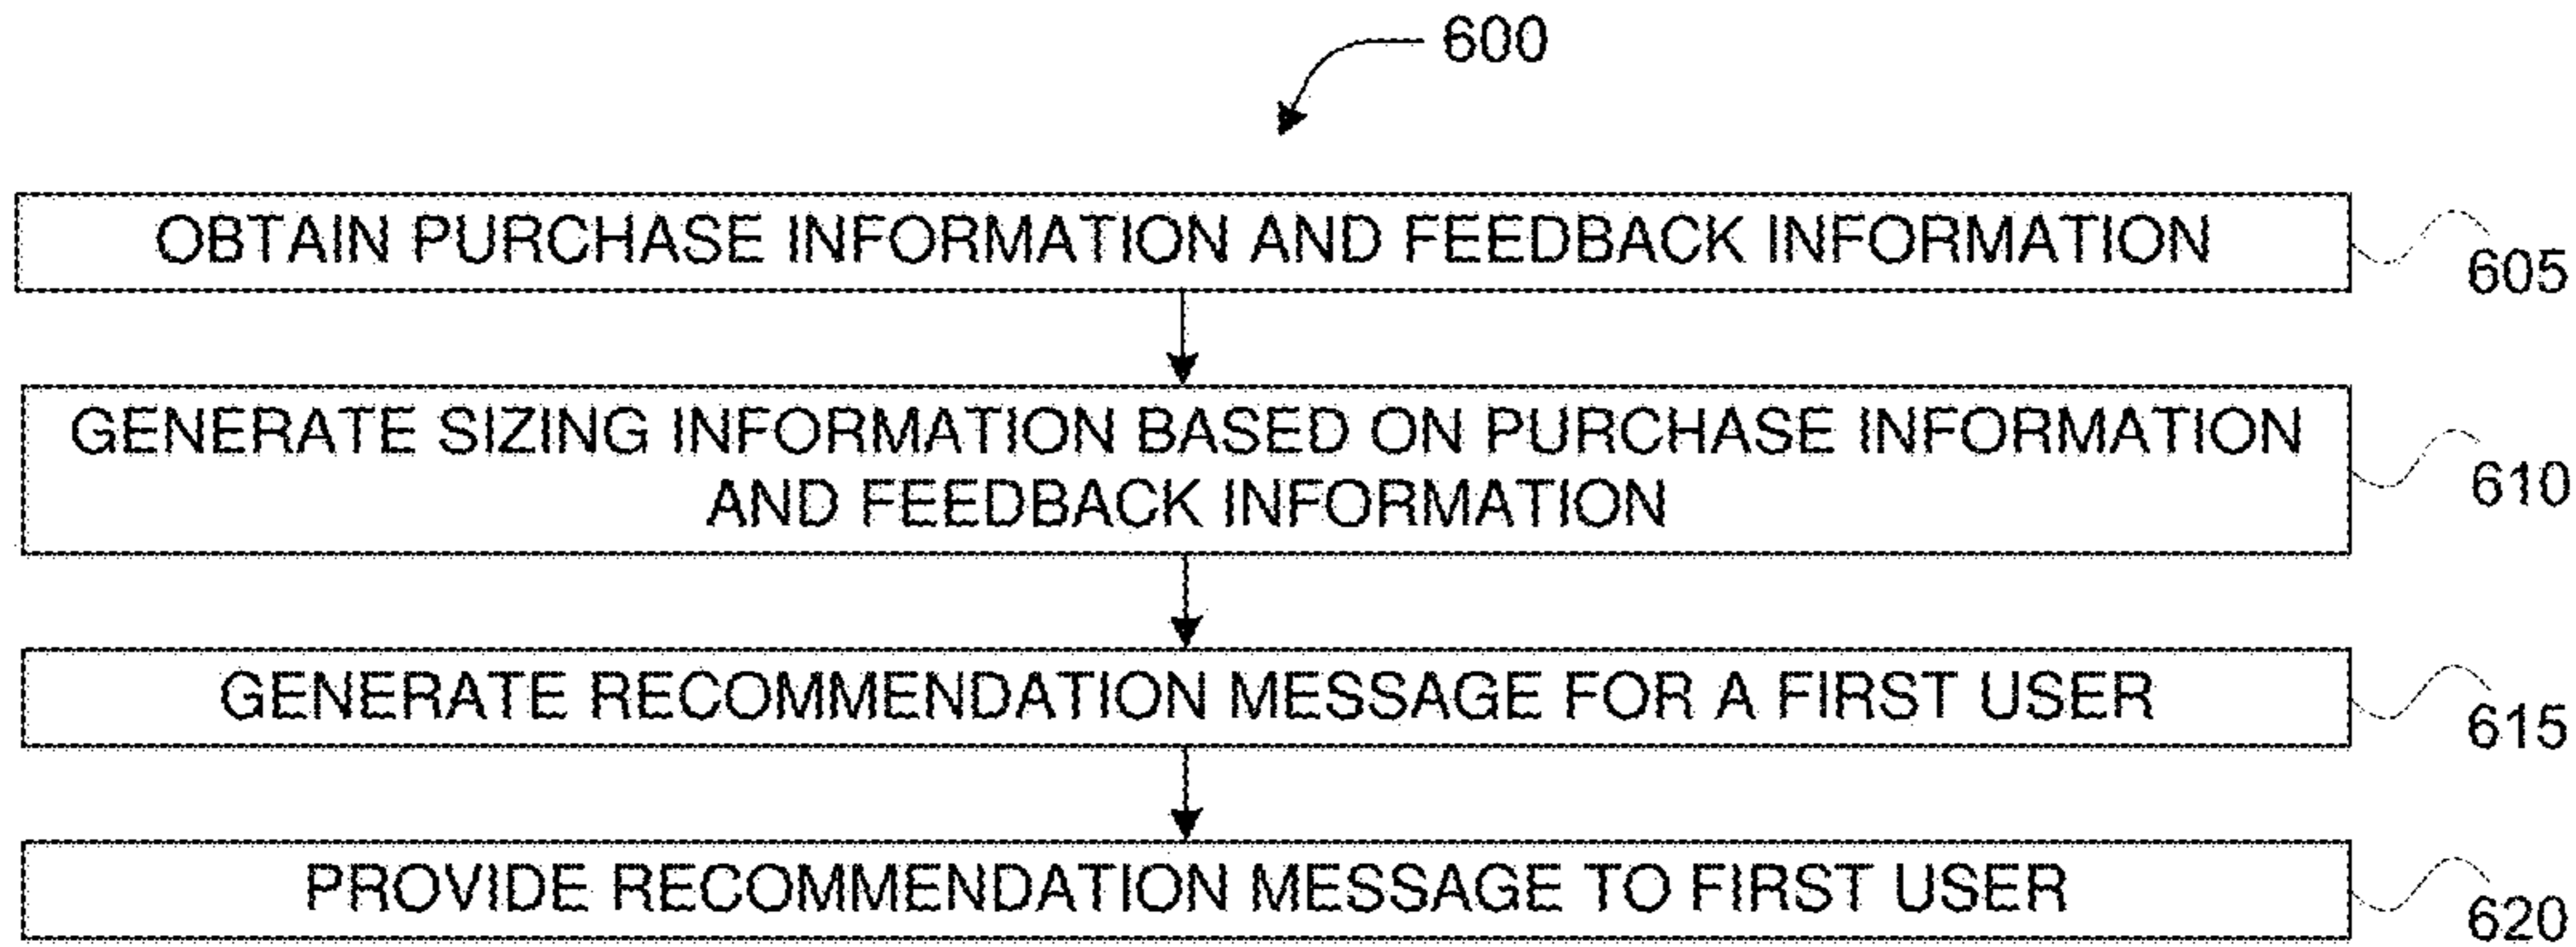 600
OBTAIN PURCHASE INFORMATION AND FEEDBACK INFORMATION
605
GENERATE SIZING INFORMATION BASED ON PURCHASE INFORMATION
AND FEEDBACK INFORMATION
610
GENERATE RECOMMENDATION MESSAGE FOR A FIRST USER
615
PROVIDE RECOMMENDATION MESSAGE TO FIRST USER
620